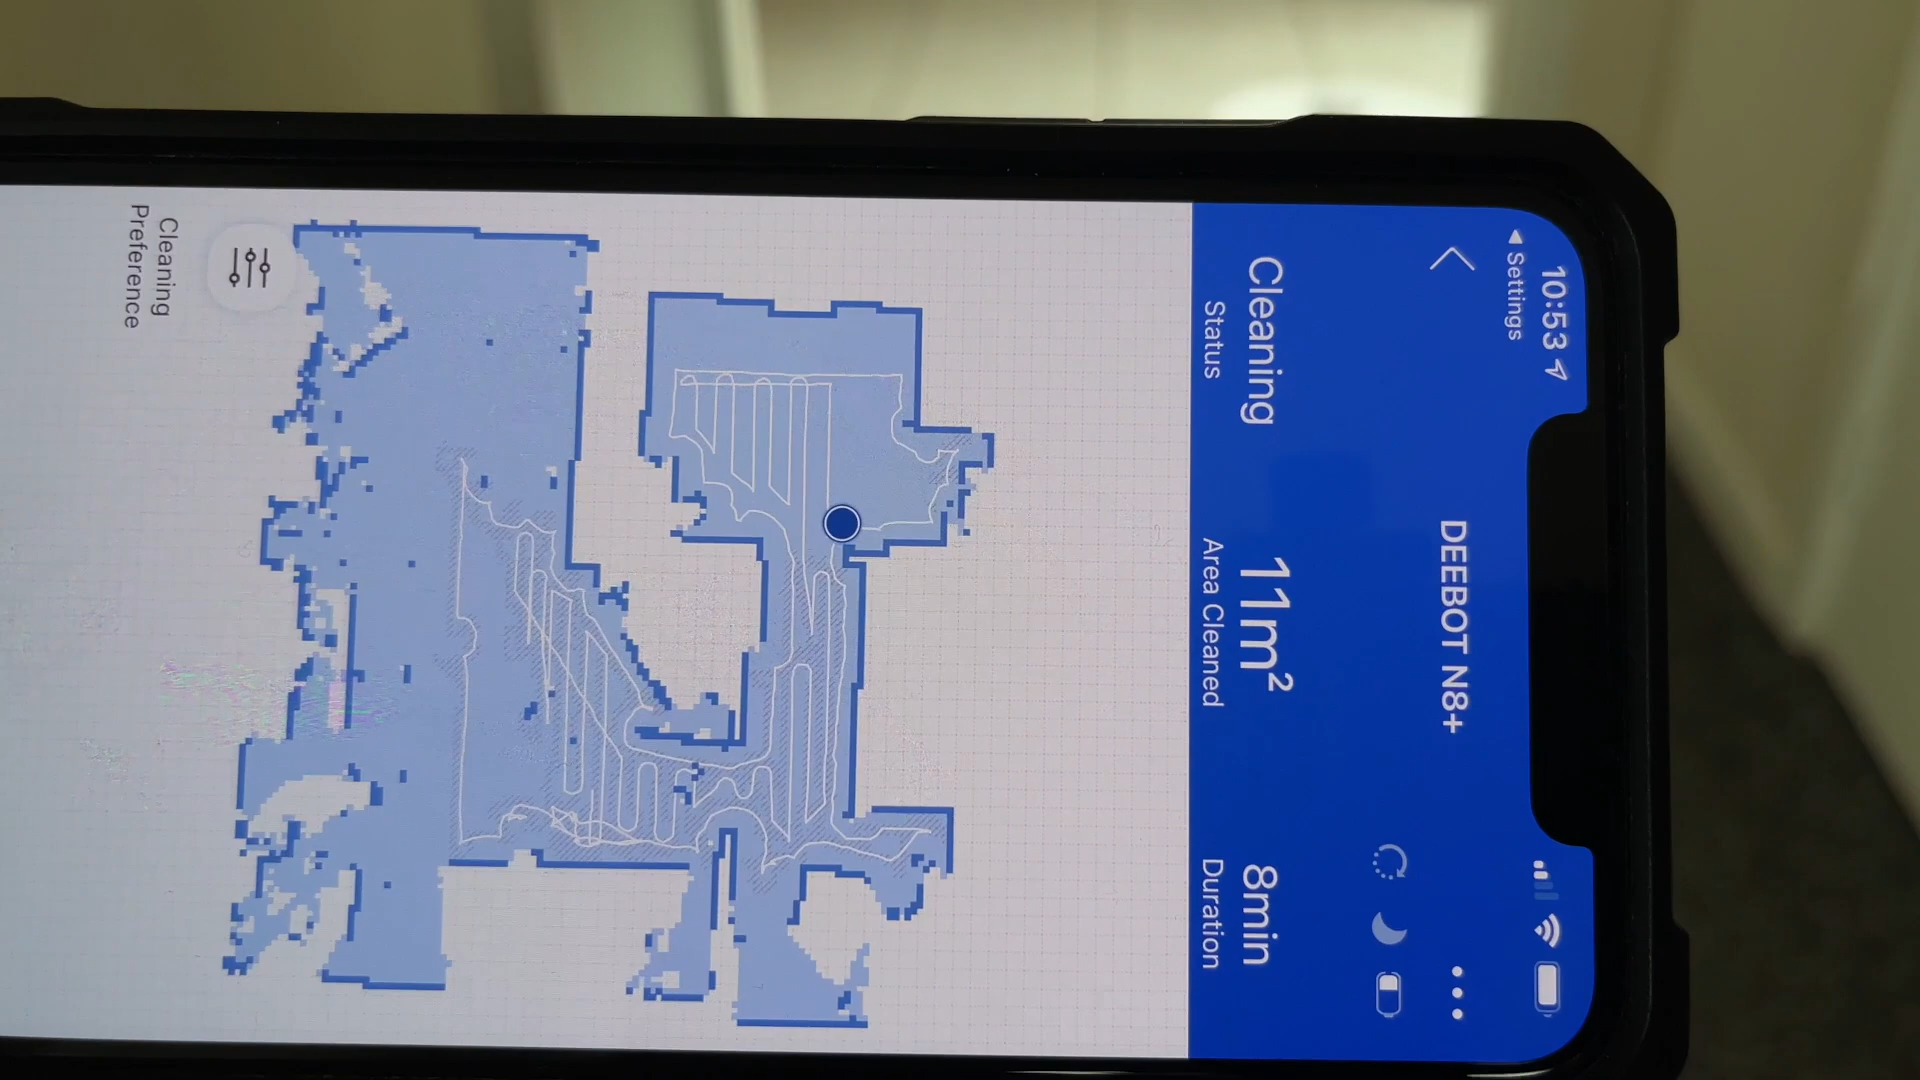 10:53
Settings
DEEBOT N8+
Cleaning
Status
11m²
Area Cleaned
8min
Duration
Cleaning
Preference